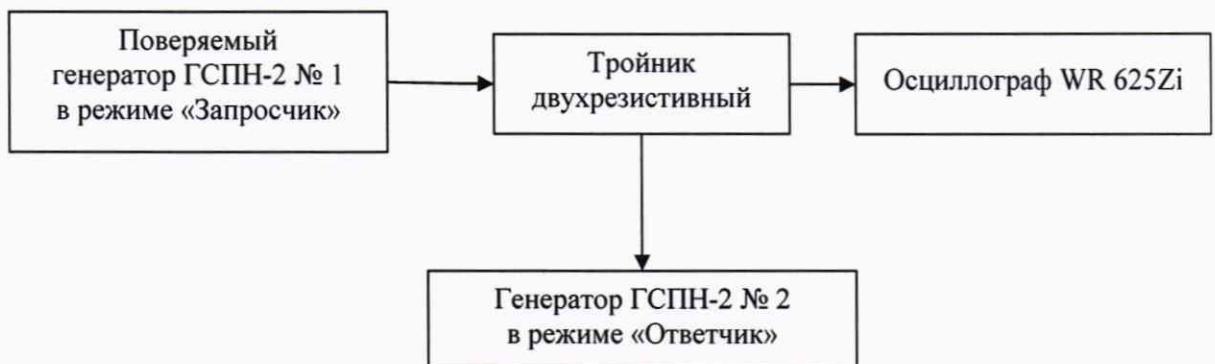 Поверяемый
генератор ГСПН-2 № 1
в режиме «Запросчик»
Тройник
двухрезистивный
Осциллограф WR 625Zi
Генератор ГСПН-2 № 2
в режиме «Ответчик»